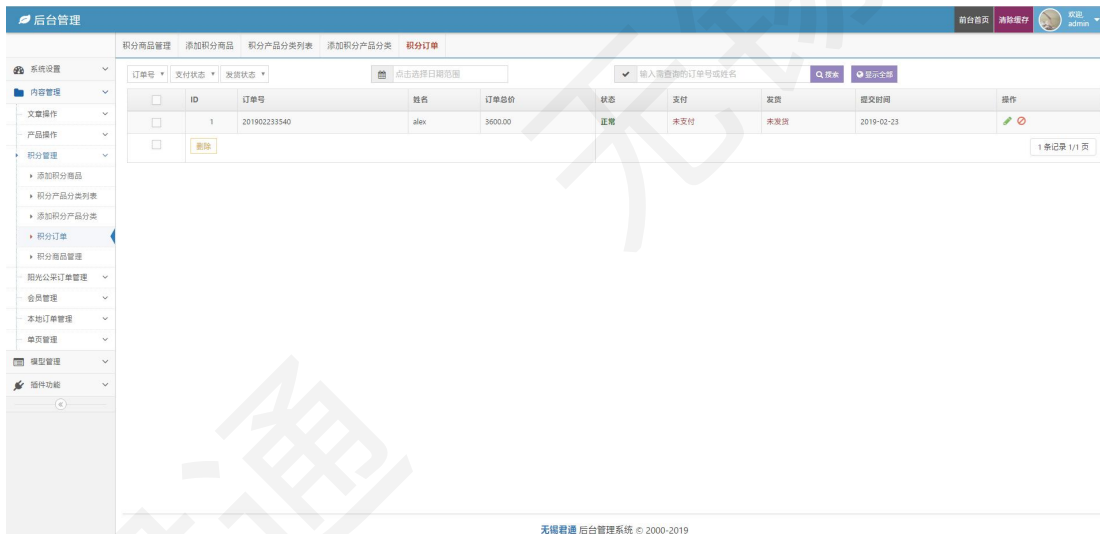 后台管理
前台首页 清除缓存 欢迎, admin
积分商品管理 添加积分商品 积分产品分类列表 添加积分产品分类 积分订单
系统设置
内容管理
文章操作
产品操作
积分管理
添加积分商品
积分产品分类列表
添加积分产品分类
积分订单
积分商品管理
阳光公采订单管理
会员管理
本地订单管理
单页管理
模型管理
插件功能
订单号 支付状态 发货状态 点击选择日期范围 输入需查询的订单号或姓名 搜索 显示全部
ID 订单号 姓名 订单总价 状态 支付 发货 提交时间 操作
1 201902233540 alex 3600.00 正常 未支付 未发货 2019-02-23
删除 1 条记录 1/1 页
无锡君通 后台管理系统 © 2000-2019